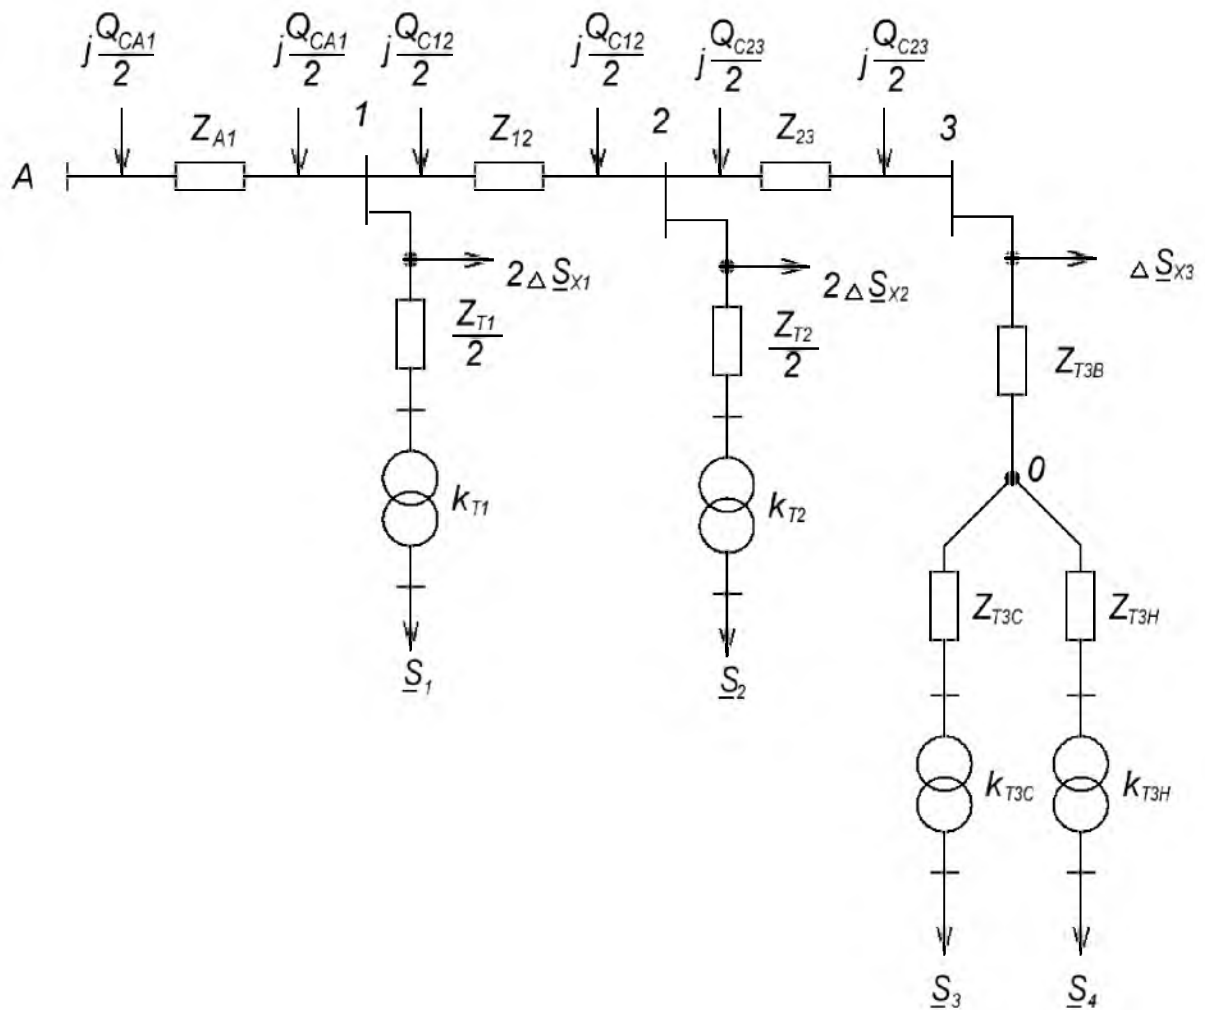 j Q_CA1/2 j Q_CA1/2 j Q_C12/2 j Q_C12/2 j Q_C23/2 j Q_C23/2
A Z_A1 1 Z_12 2 Z_23 3
2△S_X1 2△S_X2 △S_X3
Z_T1/2 Z_T2/2 Z_T3B
0
k_T1 k_T2
Z_T3C Z_T3H
S_1 S_2
k_T3C k_T3H
S_3 S_4